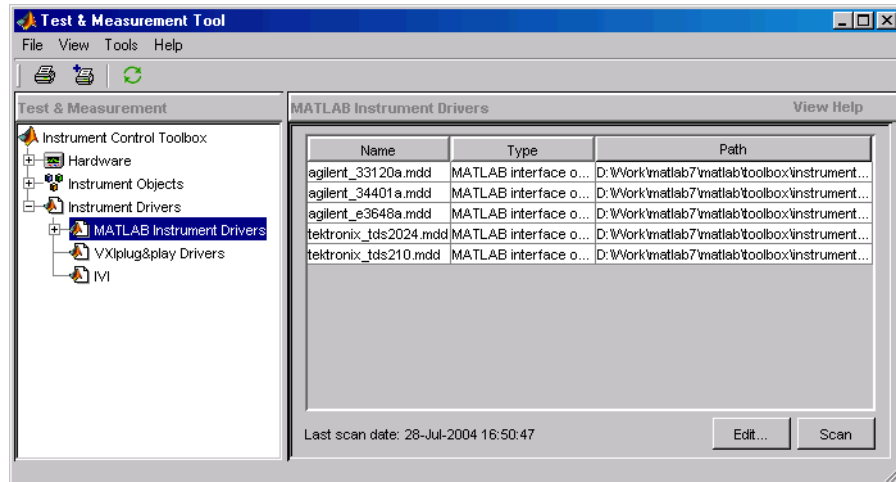 Test & Measurement Tool
File View Tools Help
Test & Measurement
MATLAB Instrument Drivers View Help
Instrument Control Toolbox
Hardware
Instrument Objects
Instrument Drivers
MATLAB Instrument Drivers
VXIplug&play Drivers
IVI
Name Type Path
agilent_33120a.mdd MATLAB interface o... D:\Work\matlab7\matlab\toolbox\instrument...
agilent_34401a.mdd MATLAB interface o... D:\Work\matlab7\matlab\toolbox\instrument...
agilent_e3648a.mdd MATLAB interface o... D:\Work\matlab7\matlab\toolbox\instrument...
tektronix_tds2024.mdd MATLAB interface o... D:\Work\matlab7\matlab\toolbox\instrument...
tektronix_tds210.mdd MATLAB interface o... D:\Work\matlab7\matlab\toolbox\instrument...
Last scan date: 28-Jul-2004 16:50:47 Edit... Scan